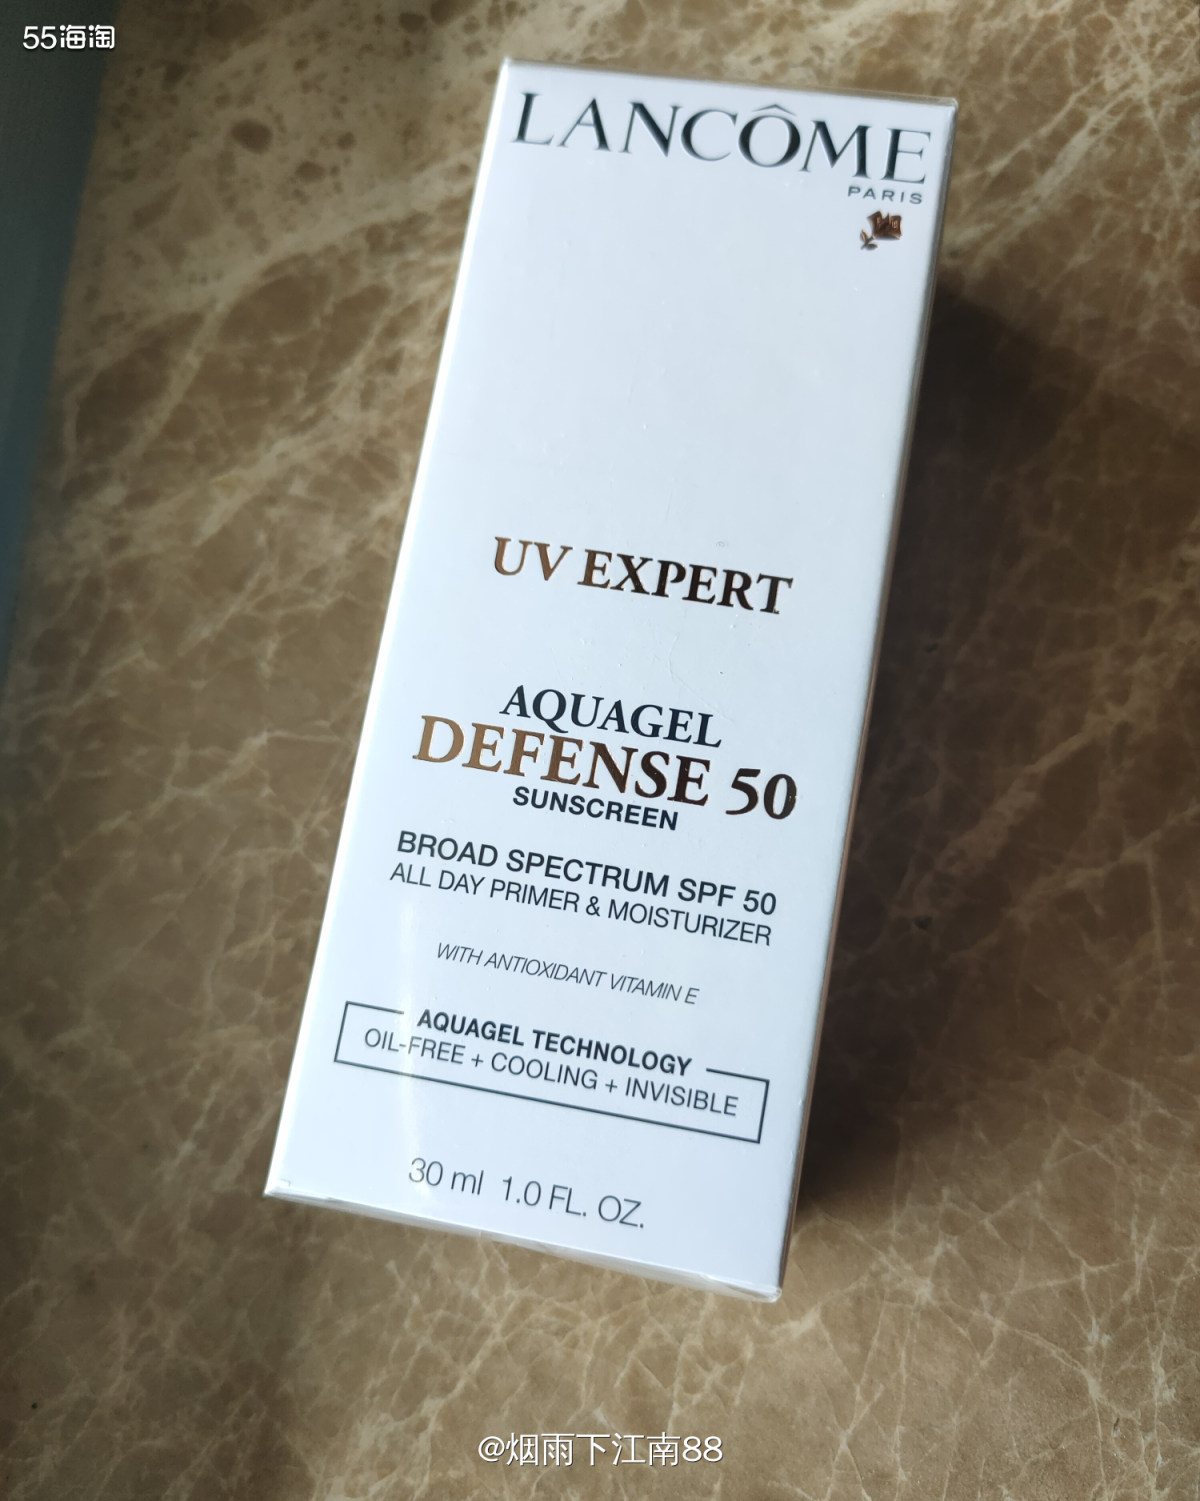 55海淘
LANCÔME
PARIS
UV EXPERT
AQUAGEL
DEFENSE 50
SUNSCREEN
BROAD SPECTRUM SPF 50
ALL DAY PRIMER & MOISTURIZER
WITH ANTIOXIDANT VITAMIN E
AQUAGEL TECHNOLOGY
OIL-FREE + COOLING + INVISIBLE
30 ml 1.0 FL. OZ.
@烟雨下江南88